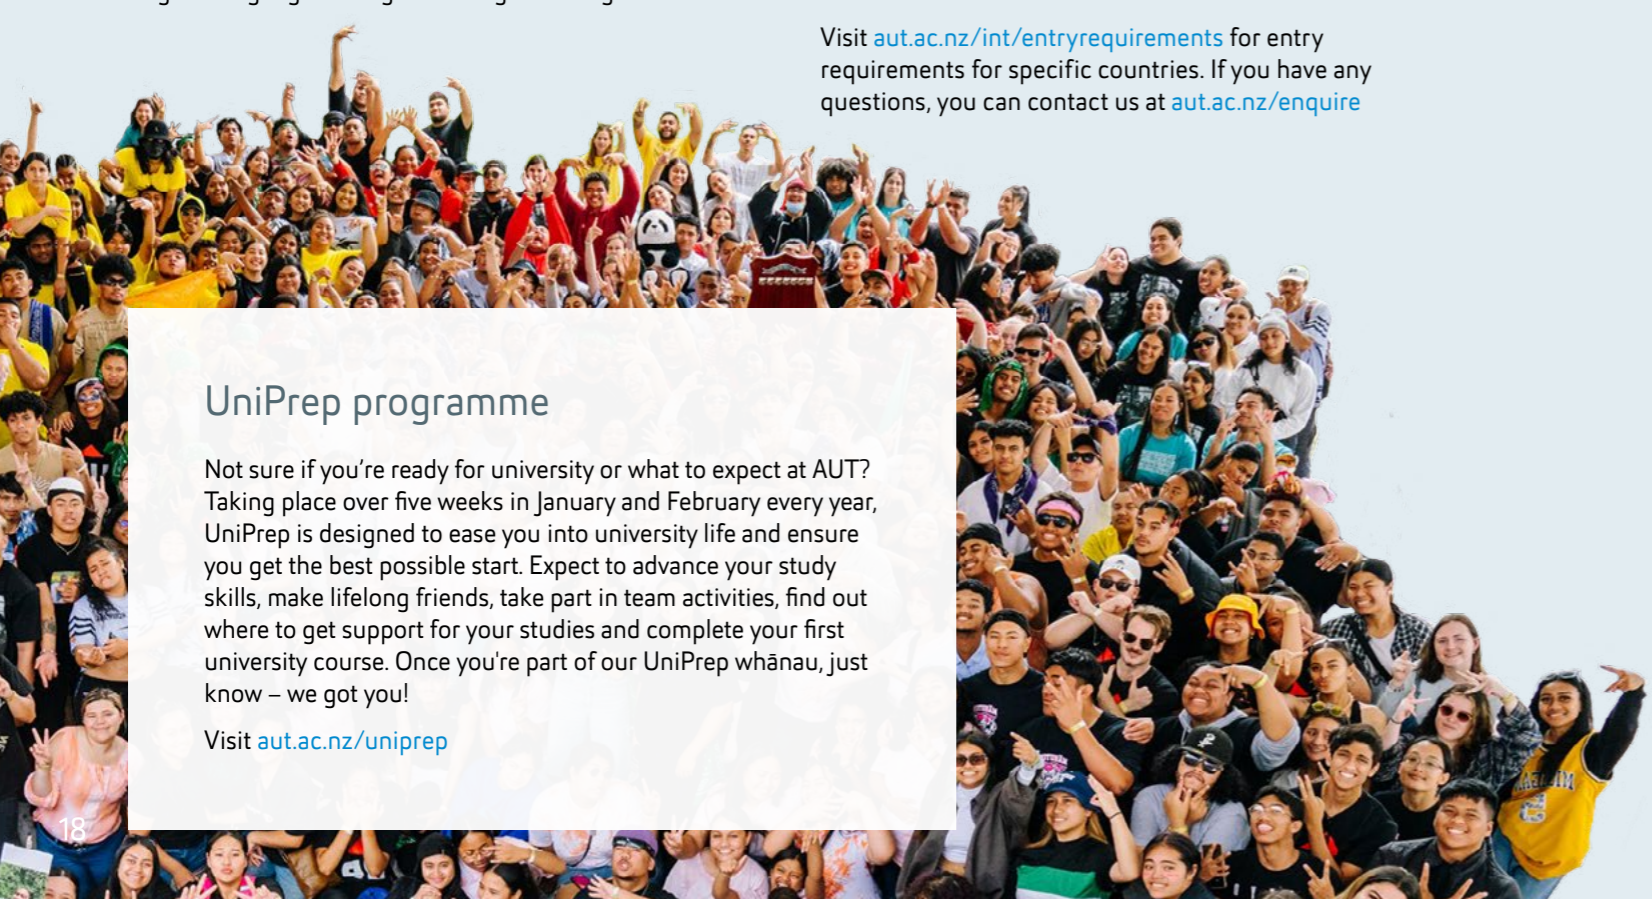 Visit aut.ac.nz/int/entryrequirements for entry
requirements for specific countries. If you have any
questions, you can contact us at aut.ac.nz/enquire
UniPrep programme
Not sure if you’re ready for university or what to expect at AUT?
Taking place over five weeks in January and February every year,
UniPrep is designed to ease you into university life and ensure
you get the best possible start. Expect to advance your study
skills, make lifelong friends, take part in team activities, find out
where to get support for your studies and complete your first
university course. Once you're part of our UniPrep whānau, just
know – we got you!
Visit aut.ac.nz/uniprep
18